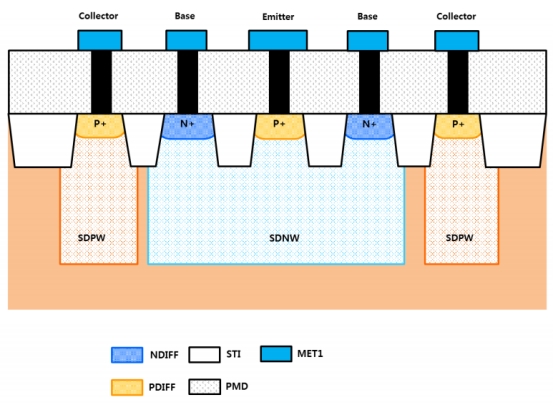 Collector Base Emitter Base Collector
P+ N+ P+ N+ P+
SDPW SDNW SDPW
NDIFF STI MET1
PDIFF PMD